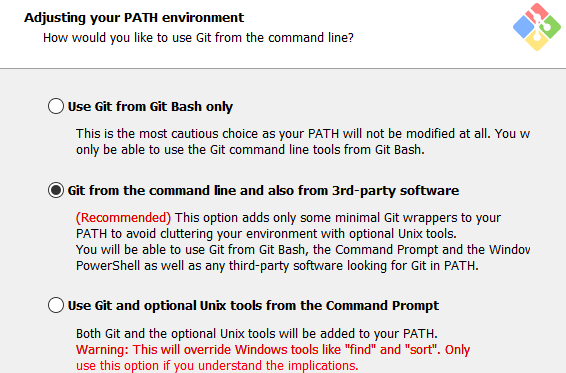 Adjusting your PATH environment
How would you like to use Git from the command line?
Use Git from Git Bash only
This is the most cautious choice as your PATH will not be modified at all. You w
only be able to use the Git command line tools from Git Bash.
Git from the command line and also from 3rd-party software
(Recommended) This option adds only some minimal Git wrappers to your
PATH to avoid cluttering your environment with optional Unix tools.
You will be able to use Git from Git Bash, the Command Prompt and the Window
PowerShell as well as any third-party software looking for Git in PATH.
Use Git and optional Unix tools from the Command Prompt
Both Git and the optional Unix tools will be added to your PATH.
Warning: This will override Windows tools like "find" and "sort". Only
use this option if you understand the implications.